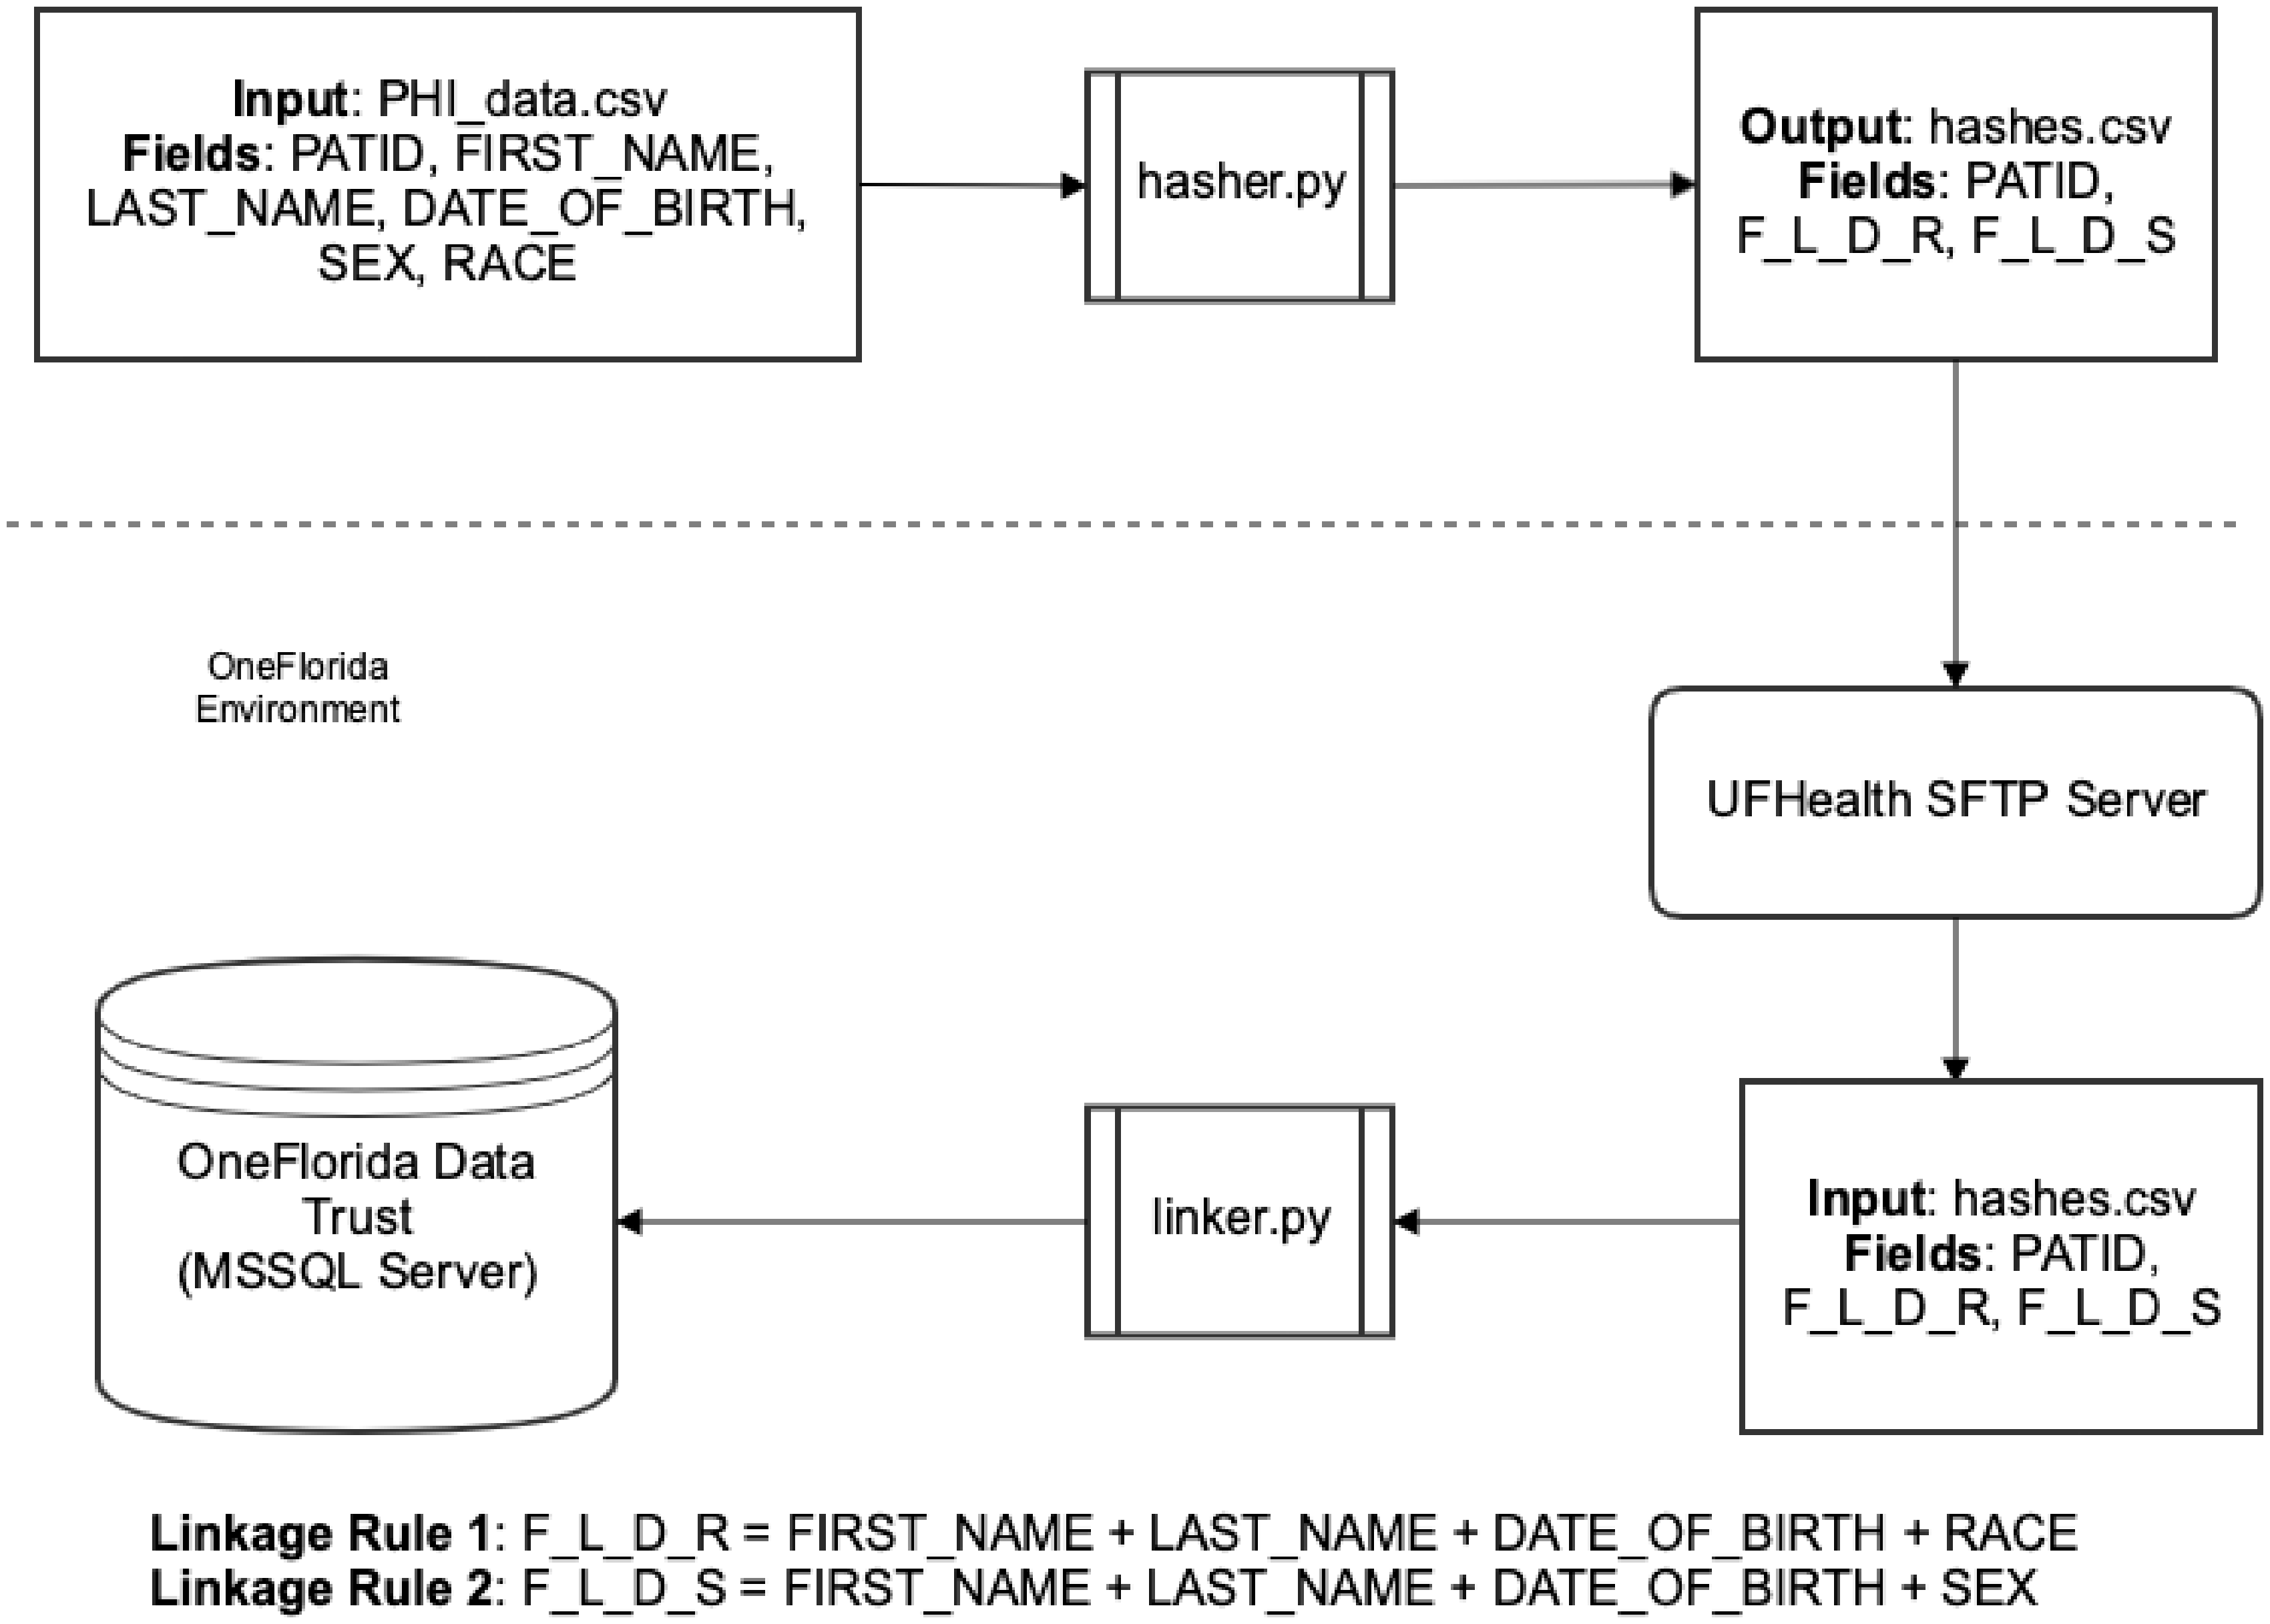 Input: PHI_data.csv
Fields: PATID, FIRST_NAME,
LAST_NAME, DATE_OF_BIRTH,
SEX, RACE
hasher.py
Output: hashes.csv
Fields: PATID,
F_L_D_R, F_L_D_S
OneFlorida
Environment
UFHealth SFTP Server
OneFlorida Data
Trust
(MSSQL Server)
linker.py
Input: hashes.csv
Fields: PATID,
F_L_D_R, F_L_D_S
Linkage Rule 1: F_L_D_R = FIRST_NAME + LAST_NAME + DATE_OF_BIRTH + RACE
Linkage Rule 2: F_L_D_S = FIRST_NAME + LAST_NAME + DATE_OF_BIRTH + SEX